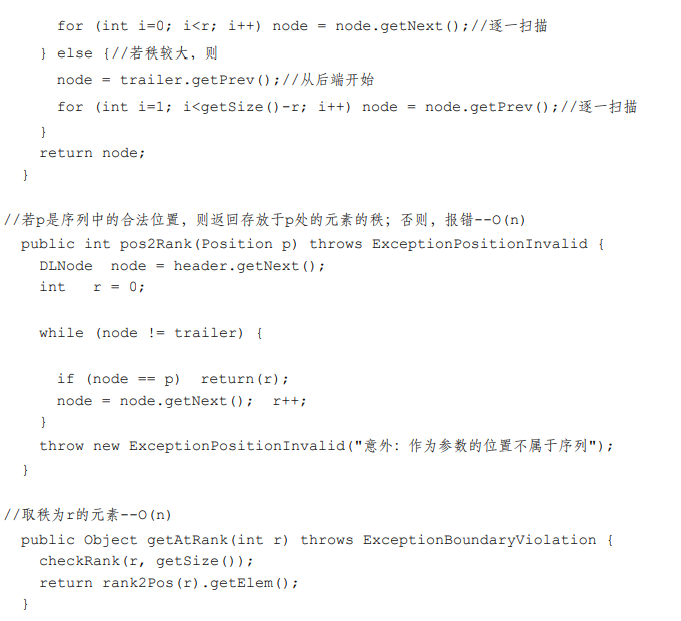 for (int i=0; i<r; i++) node = node.getNext();//逐一扫描
} else {//若秩较大，则
node = trailer.getPrev();//从后端开始
for (int i=1; i<getSize()-r; i++) node = node.getPrev();//逐一扫描
}
return node;
}
//若p是序列中的合法位置，则返回存放于p处的元素的秩；否则，报错--O(n)
public int pos2Rank(Position p) throws ExceptionPositionInvalid {
DLNode  node = header.getNext();
int   r = 0;
while (node != trailer) {
if (node == p)  return(r);
node = node.getNext();  r++;
}
throw new ExceptionPositionInvalid("意外：作为参数的位置不属于序列");
}
//取秩为r的元素--O(n)
public Object getAtRank(int r) throws ExceptionBoundaryViolation {
checkRank(r, getSize());
return rank2Pos(r).getElem();
}